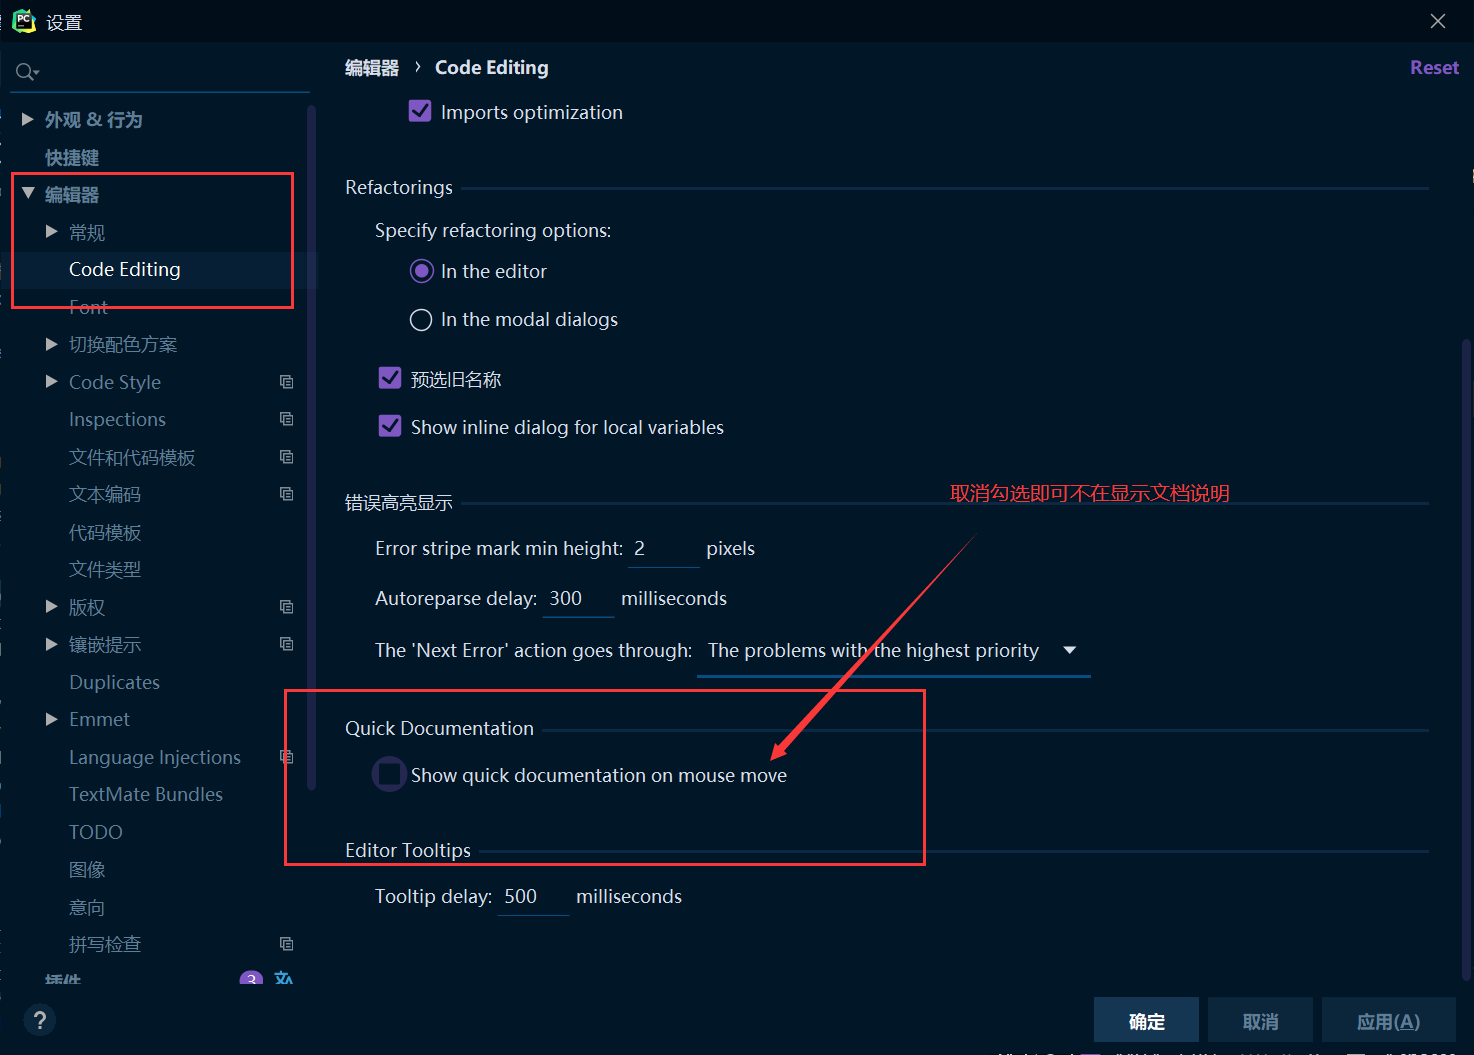 PC 设置
编辑器 › Code Editing
Reset
外观 & 行为
快捷键
编辑器
常规
Code Editing
Font
切换配色方案
Code Style
Inspections
文件和代码模板
文本编码
代码模板
文件类型
版权
镶嵌提示
Duplicates
Emmet
Language Injections
TextMate Bundles
TODO
图像
意向
拼写检查
插件 3
Imports optimization
Refactorings
Specify refactoring options:
In the editor
In the modal dialogs
预选旧名称
Show inline dialog for local variables
错误高亮显示
取消勾选即可不在显示文档说明
Error stripe mark min height: 2 pixels
Autoreparse delay: 300 milliseconds
The 'Next Error' action goes through: The problems with the highest priority
Quick Documentation
Show quick documentation on mouse move
Editor Tooltips
Tooltip delay: 500 milliseconds
?
确定 取消 应用(A)